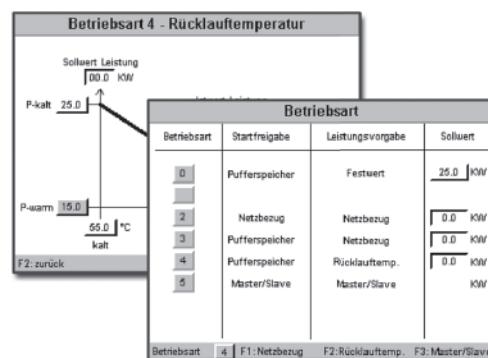 Betriebsart 4 - Rücklauftemperatur
Sollwert Leistung
00.0 KW
P-kalt 25.0
P-warm 15.0
55.0 °C
kalt
F2: zurück
Betriebsart
Betriebsart Startfreigabe Leistungsvorgabe Sollwert
0 Pufferspeicher Festwert 25.0 KW
2 Netzbezug Netzbezug 0.0 KW
3 Pufferspeicher Netzbezug 0.0 KW
4 Pufferspeicher Rücklauftemp. 0.0 KW
5 Master/Slave Master/Slave KW
Betriebsart 4 F1: Netzbezug F2: Rücklauftemp. F3: Master/Slave